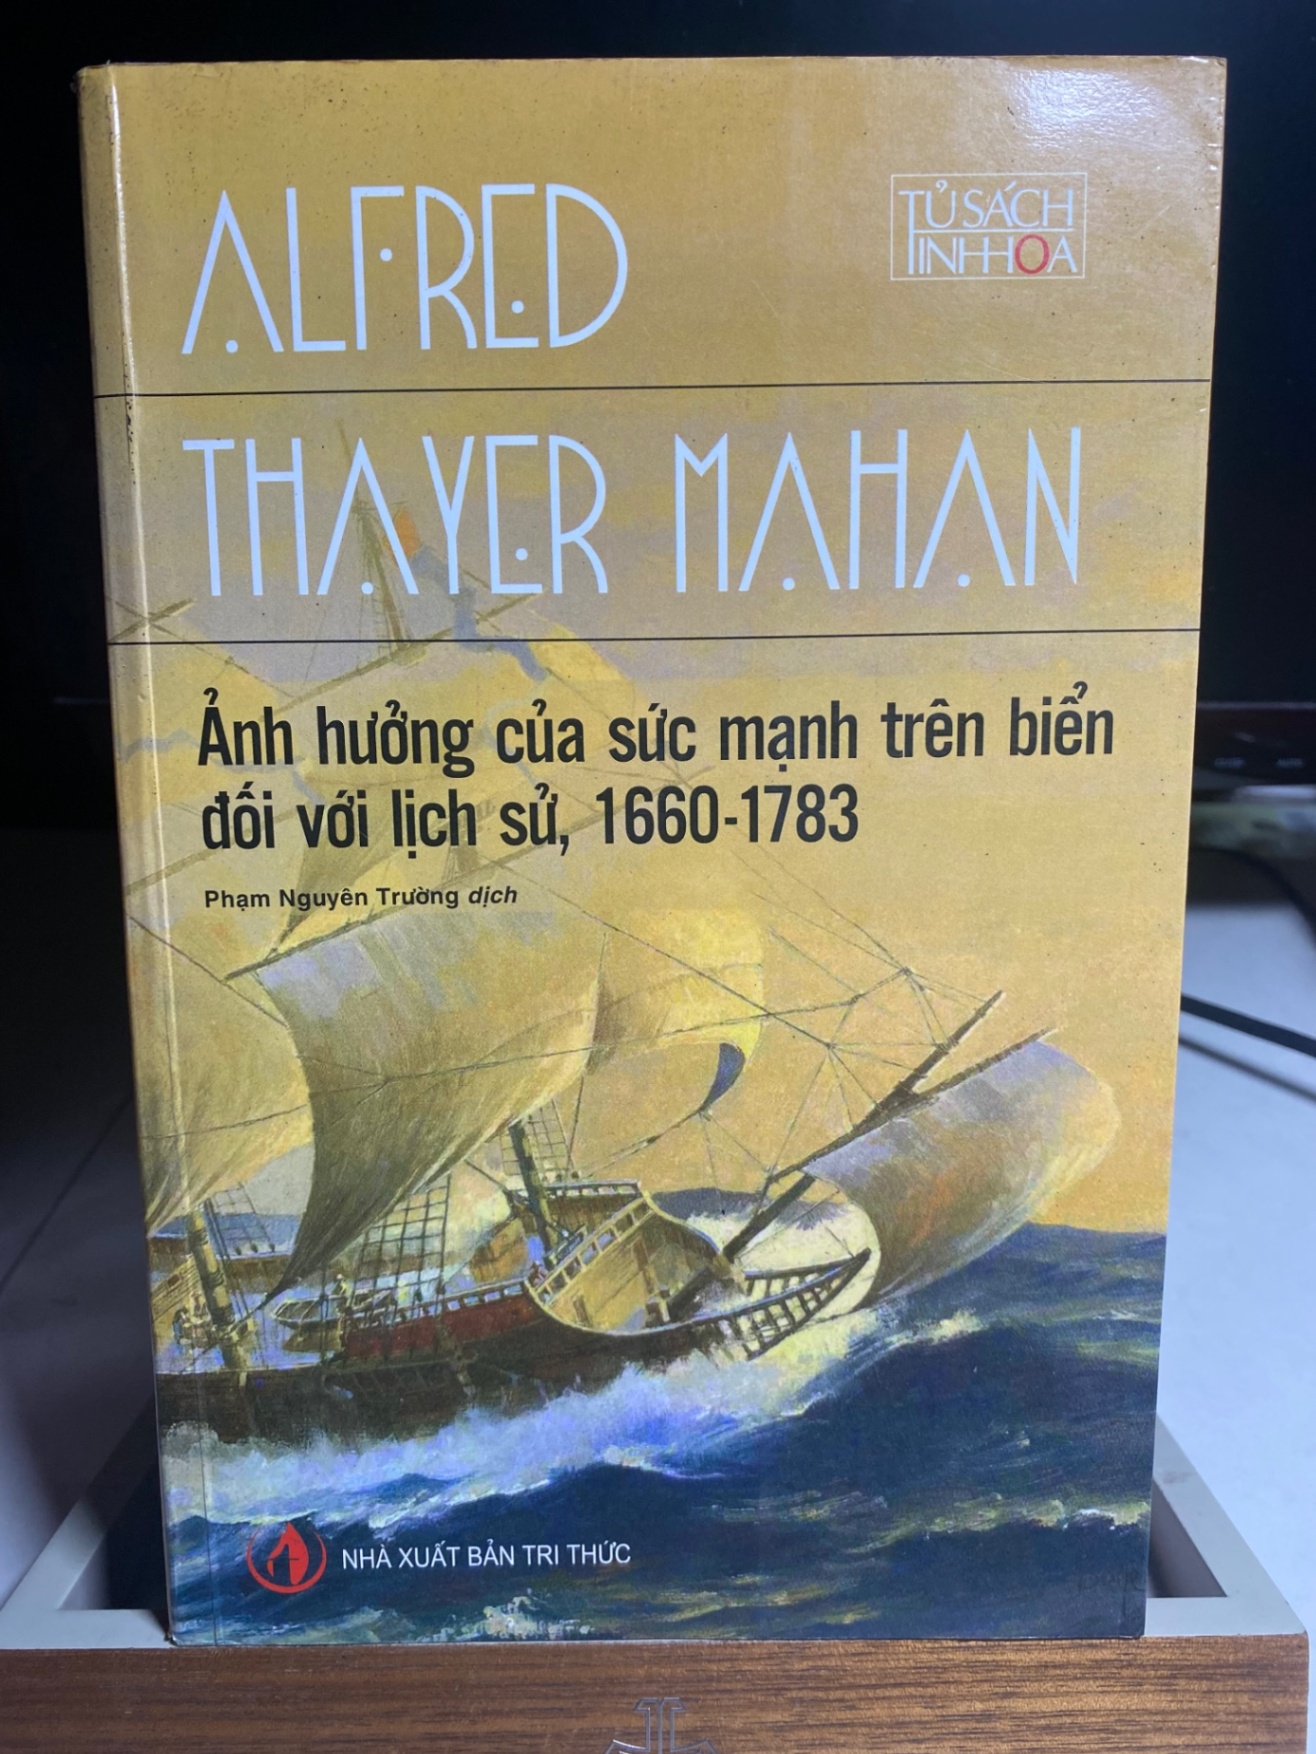 ALFRED
TỦ SÁCH
TINH HOA
THAYER MAHAN
Ảnh hưởng của sức mạnh trên biển
đối với lịch sử, 1660-1783
Phạm Nguyên Trường dịch
NHÀ XUẤT BẢN TRI THỨC